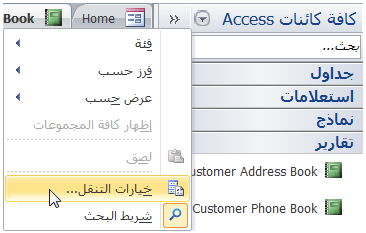 كافة كائنات Access
Home
Book
بحث...
جداول
استعلامات
نماذج
تقارير
ustomer Address Book
Customer Phone Book
فئة
فرز حسب
عرض حسب
إظهار كافة المجموعات
لصق
خيارات التنقل...
شريط البحث